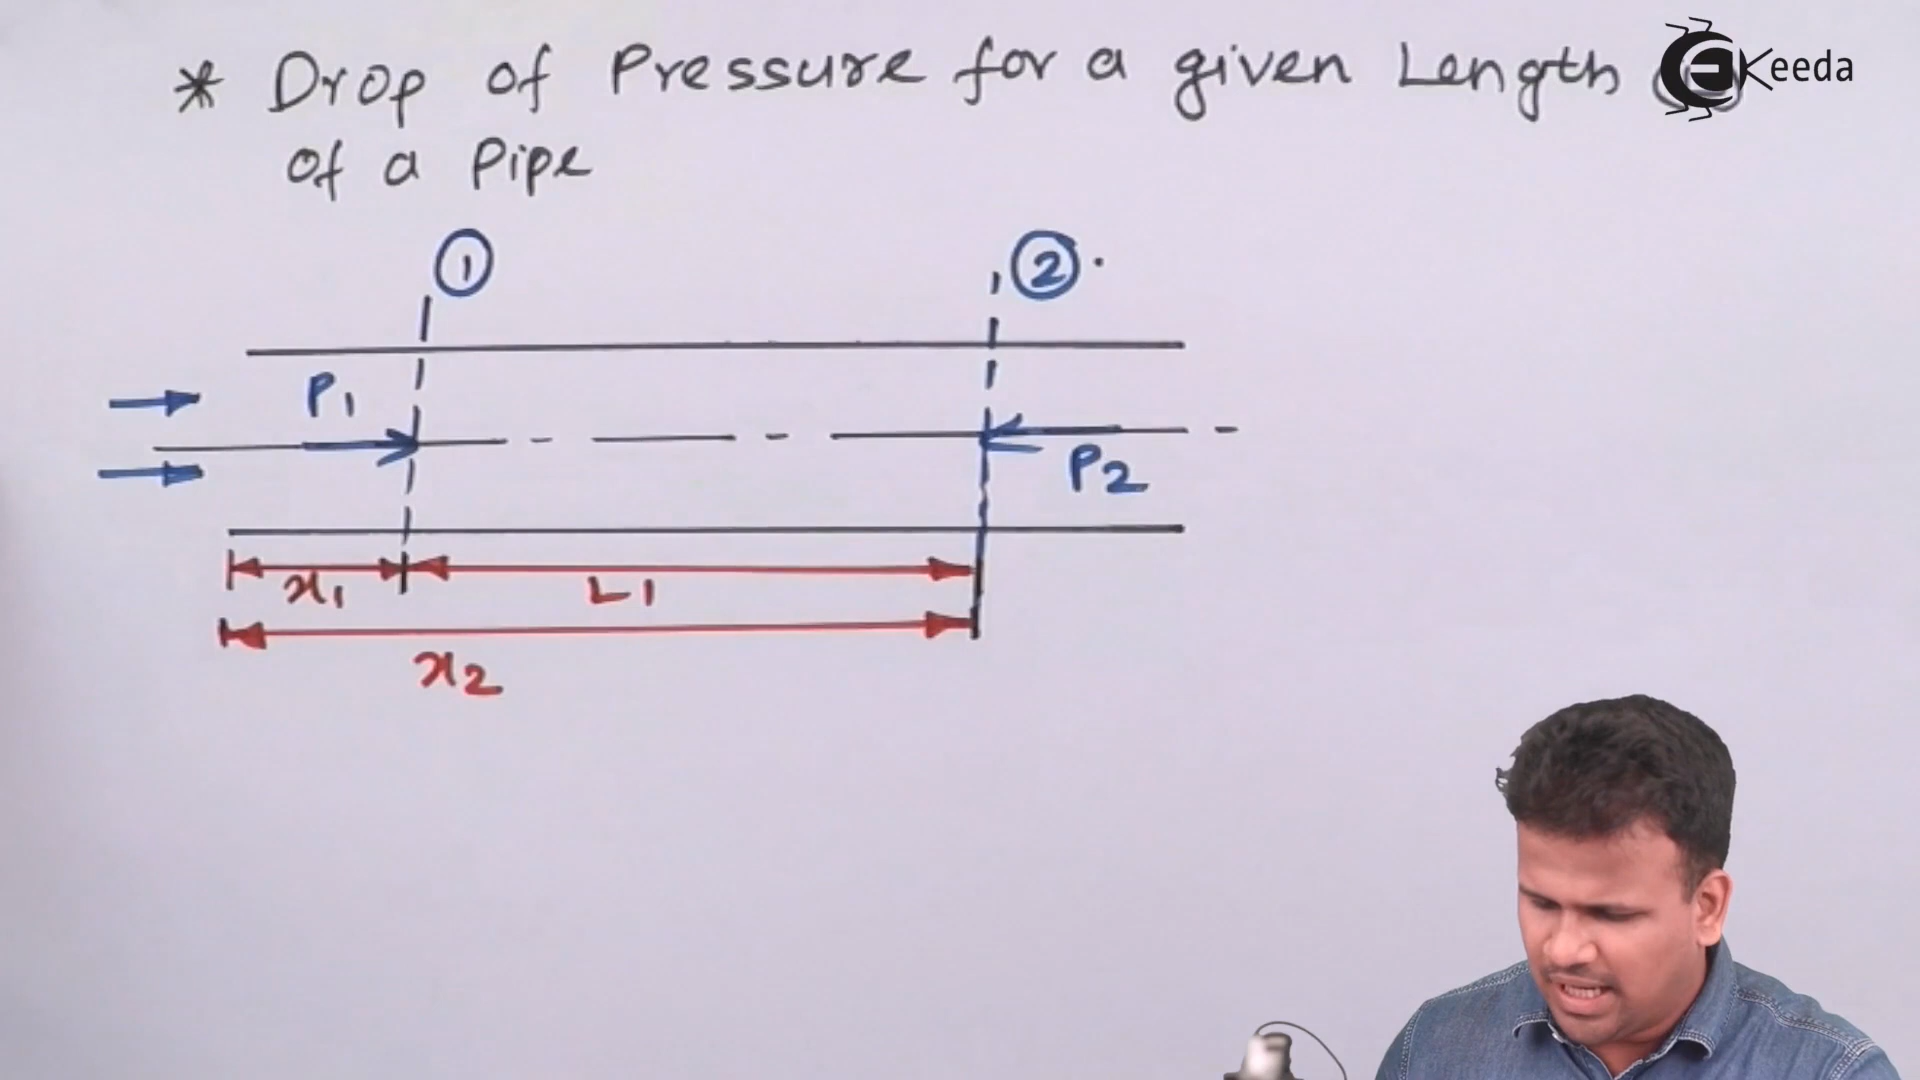 * Drop of Pressure for a given Length
of a Pipe
Keeda
1
2
P1
P2
x1
L1
x2